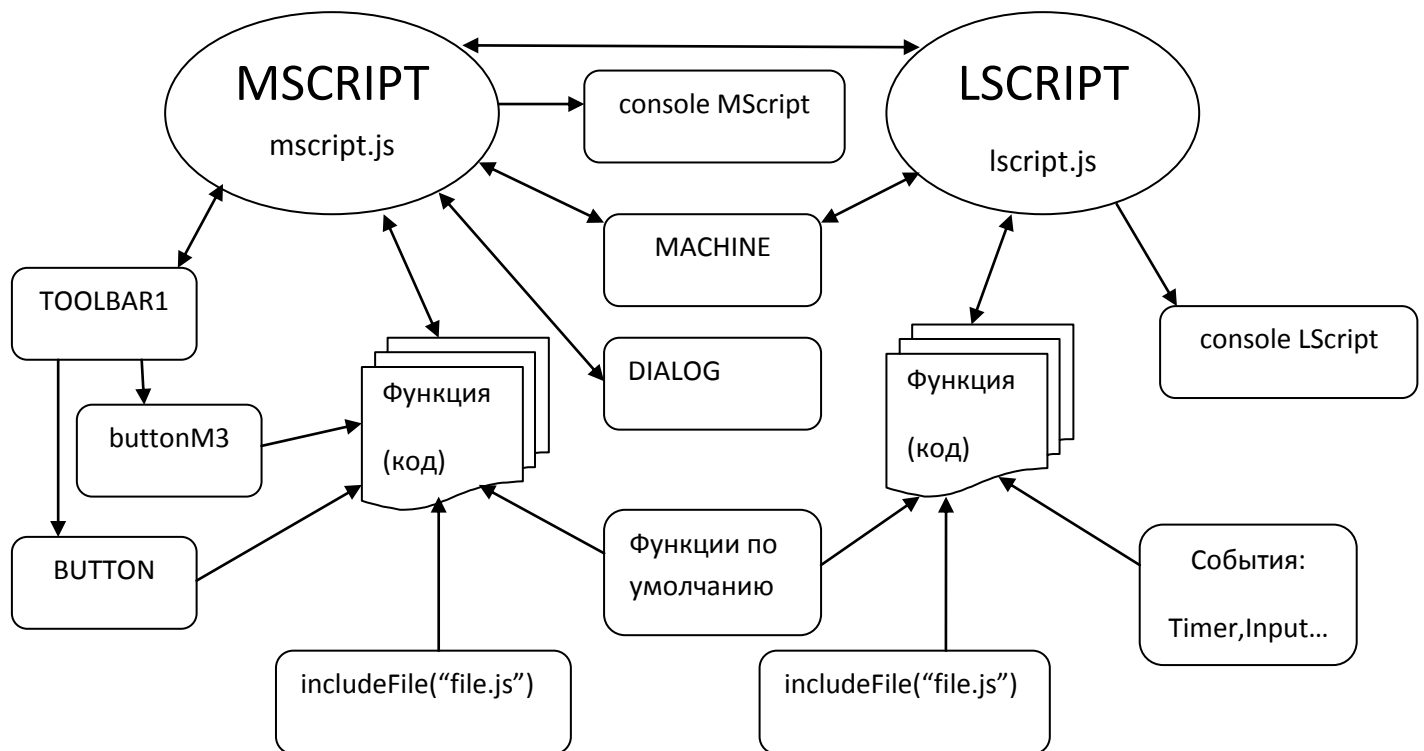 MSCRIPT
mscript.js
LSCRIPT
lscript.js
console MScript
MACHINE
TOOLBAR1
console LScript
DIALOG
Функция
(код)
Функция
(код)
buttonM3
BUTTON
Функции по
умолчанию
События:
Timer,Input...
includeFile(“file.js”)
includeFile(“file.js”)